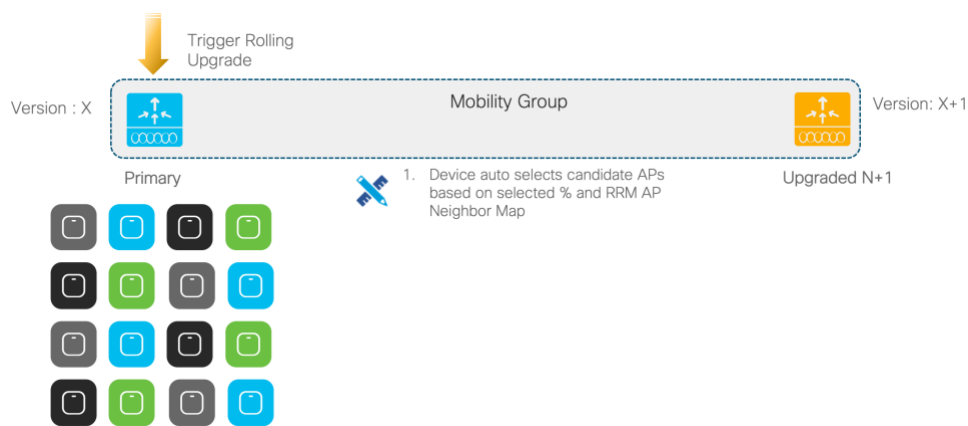 Trigger Rolling
Upgrade
Version : X
Mobility Group
Version: X+1
Primary
1. Device auto selects candidate APs
based on selected % and RRM AP
Neighbor Map
Upgraded N+1